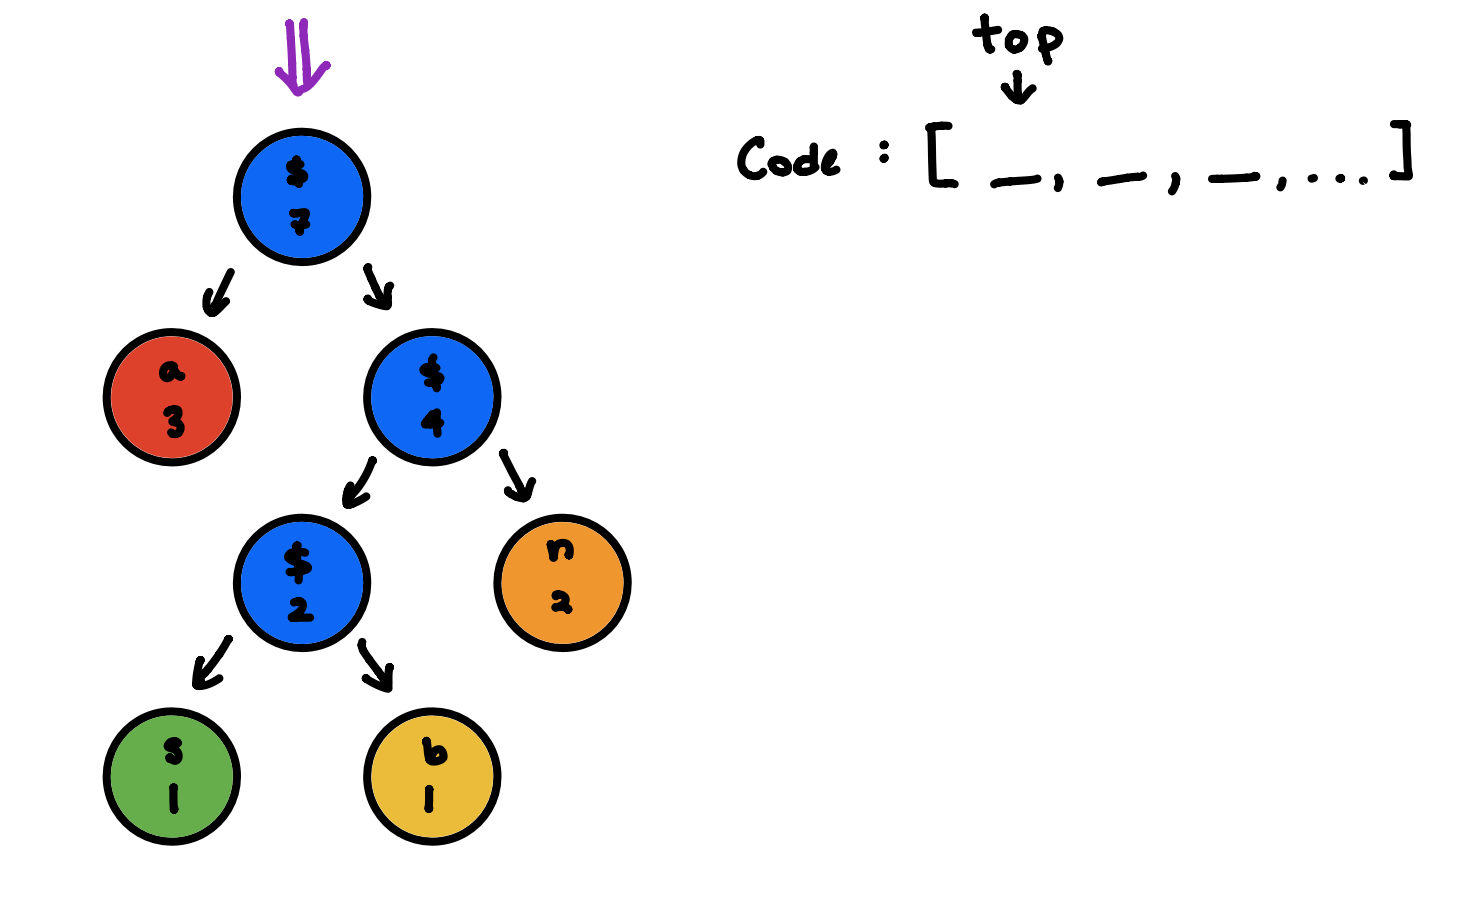 top
Code : [ _, _, _, ... ]
$
7
a
3
$
4
$
2
n
2
s
1
b
1